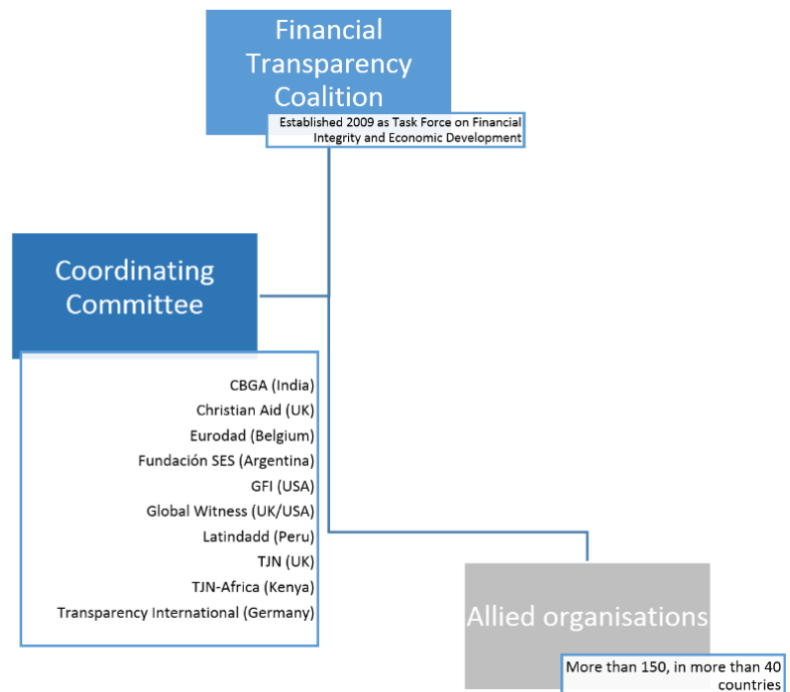 Financial
Transparency
Coalition
Established 2009 as Task Force on Financial
Integrity and Economic Development
Coordinating
Committee
CBGA (India)
Christian Aid (UK)
Eurodad (Belgium)
Fundación SES (Argentina)
GFI (USA)
Global Witness (UK/USA)
Latindadd (Peru)
TJN (UK)
TJN-Africa (Kenya)
Transparency International (Germany)
Allied organisations
More than 150, in more than 40
countries